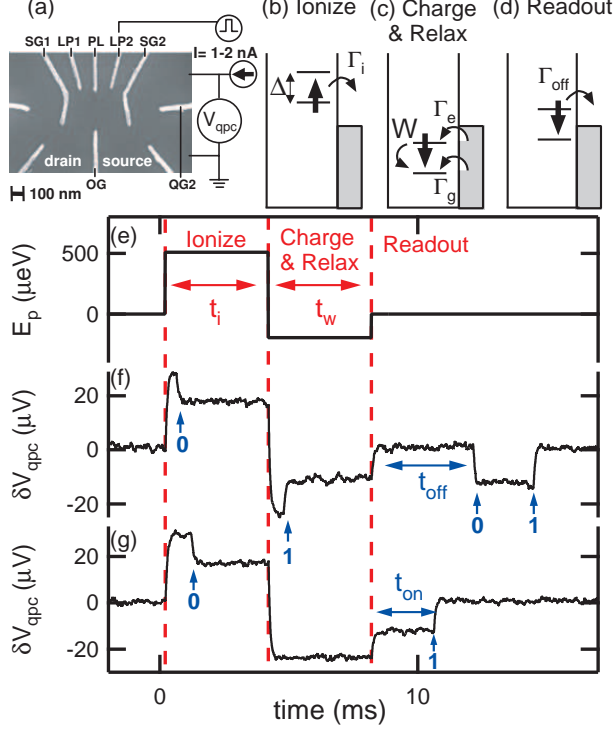 (a)
SG1 LP1 PL LP2 SG2
I= 1-2 nA
V_qpc
drain source
100 nm
OG
QG2
(b) Ionize
Δ
Γ_i
(c) Charge
& Relax
W
Γ_e
Γ_g
(d) Readout
Γ_off
(e)
Ionize
Charge
& Relax
Readout
500
0
E_p (μeV)
t_i
t_w
(f)
20
0
-20
δV_qpc (μV)
0
1
t_off
0
1
(g)
20
0
-20
δV_qpc (μV)
0
t_on
1
0
10
time (ms)